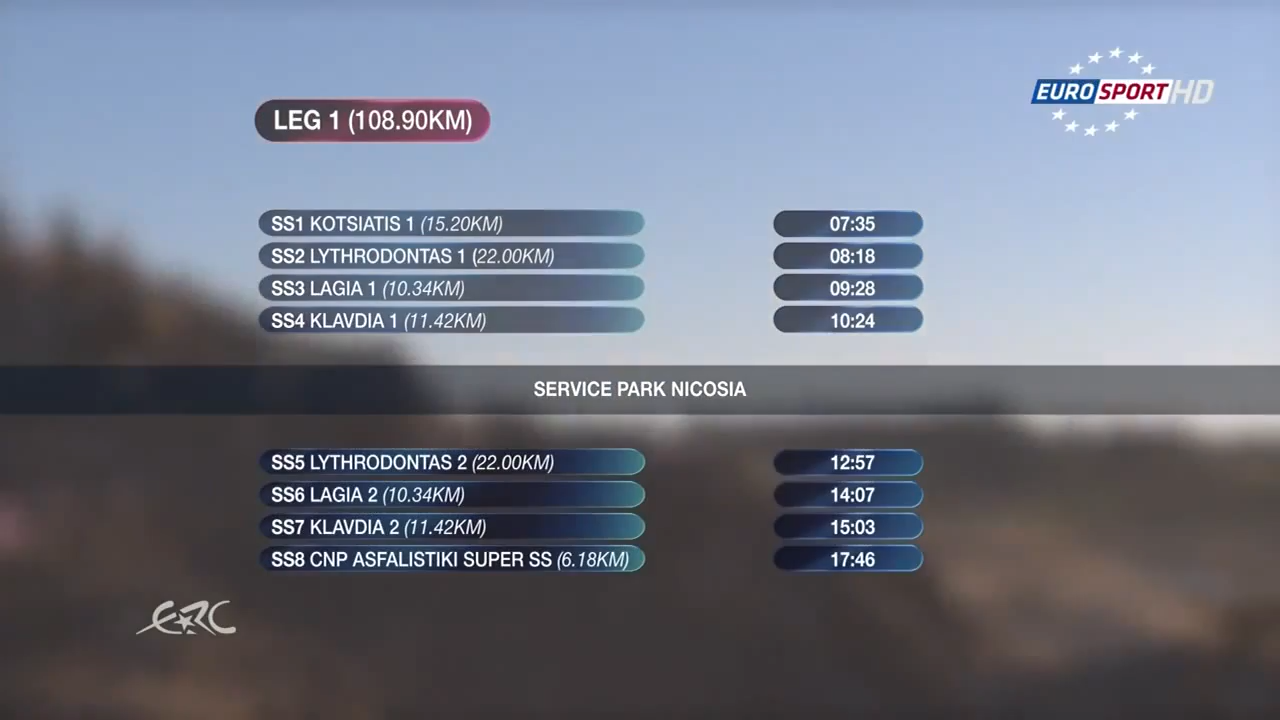 EUROSPORTHD
LEG 1 (108.90KM)
SS1 KOTSIATIS 1 (15.20KM) 07:35
SS2 LYTHRODONTAS 1 (22.00KM) 08:18
SS3 LAGIA 1 (10.34KM) 09:28
SS4 KLAVDIA 1 (11.42KM) 10:24
SERVICE PARK NICOSIA
SS5 LYTHRODONTAS 2 (22.00KM) 12:57
SS6 LAGIA 2 (10.34KM) 14:07
SS7 KLAVDIA 2 (11.42KM) 15:03
SS8 CNP ASFALISTIKI SUPER SS (6.18KM) 17:46
ERC